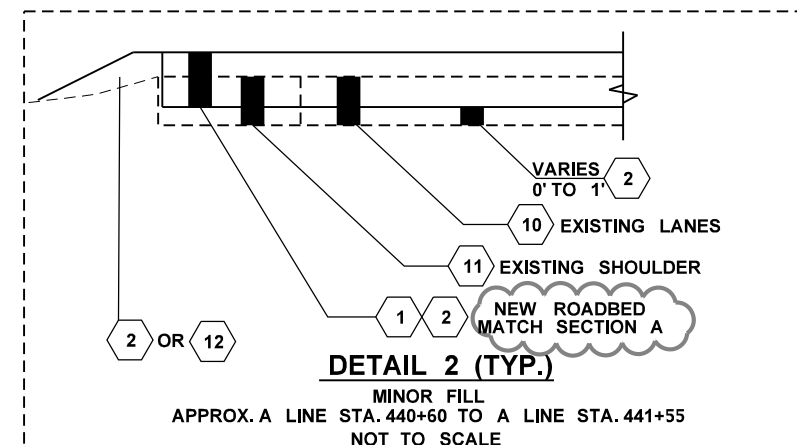 VARIES
0' TO 1' 2
10 EXISTING LANES
11 EXISTING SHOULDER
1 2 NEW ROADBED
MATCH SECTION A
2 OR 12
DETAIL 2 (TYP.)
MINOR FILL
APPROX. A LINE STA. 440+60 TO A LINE STA. 441+55
NOT TO SCALE